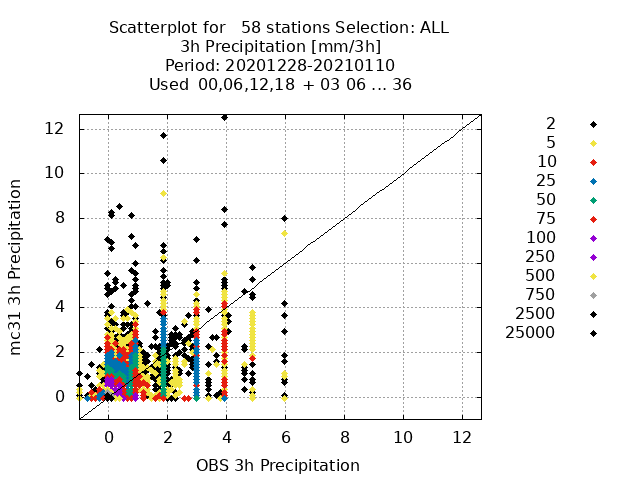 Scatterplot for   58 stations Selection: ALL
3h Precipitation [mm/3h]
Period: 20201228-20210110
Used  00,06,12,18  + 03 06 ... 36
mc31 3h Precipitation
12
10
8
6
4
2
0
0 2 4 6 8 10 12
OBS 3h Precipitation
2
5
10
25
50
75
100
250
500
750
2500
25000